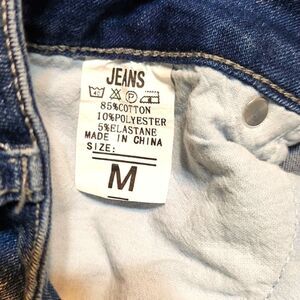 JEANS
P
85%COTTON
10%POLYESTER
5%ELASTANE
MADE IN CHINA
SIZE:
M